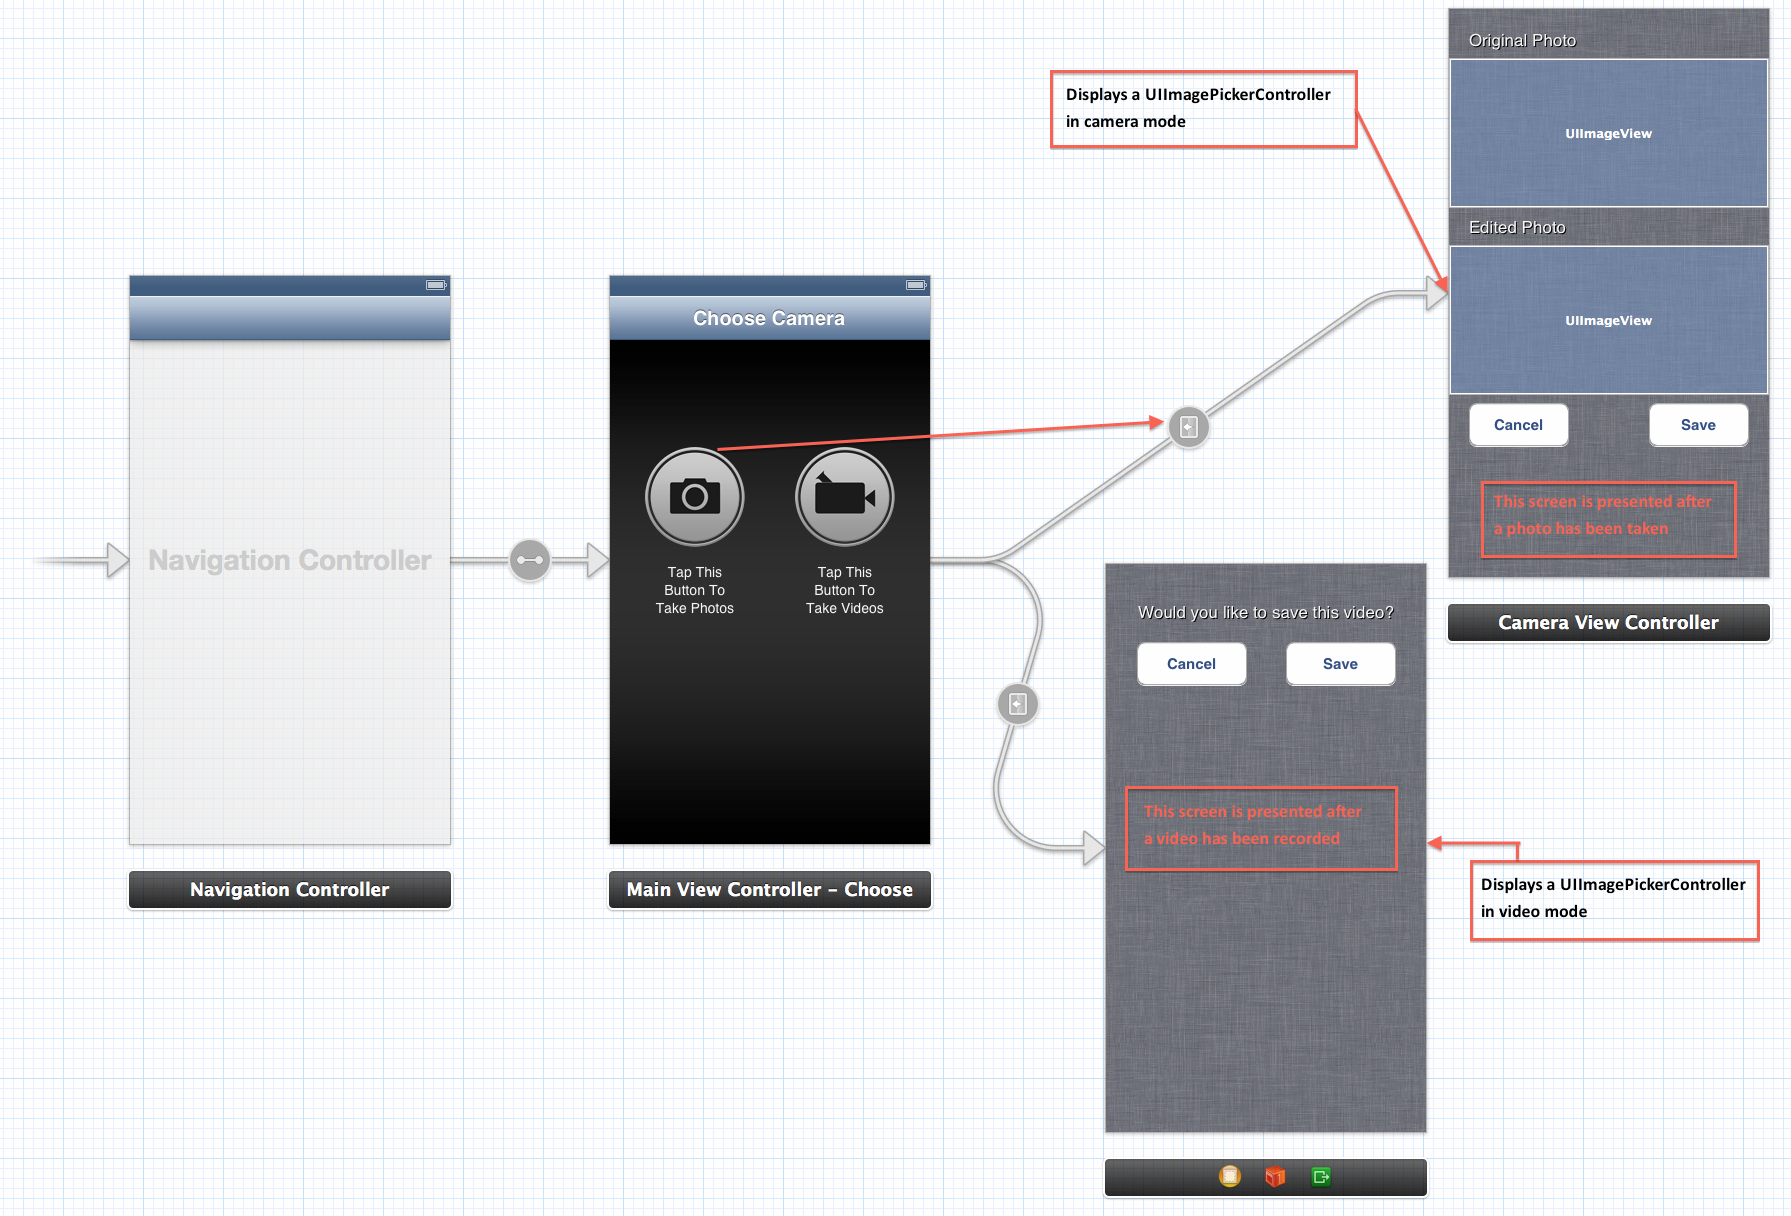 Original Photo
Displays a UIImagePickerController
in camera mode
UIImageView
Edited Photo
UIImageView
Cancel
Save
This screen is presented after
a photo has been taken
Camera View Controller
Navigation Controller
Navigation Controller
Choose Camera
Tap This
Button To
Take Photos
Tap This
Button To
Take Videos
Main View Controller – Choose
Would you like to save this video?
Cancel
Save
This screen is presented after
a video has been recorded
Displays a UIImagePickerController
in video mode